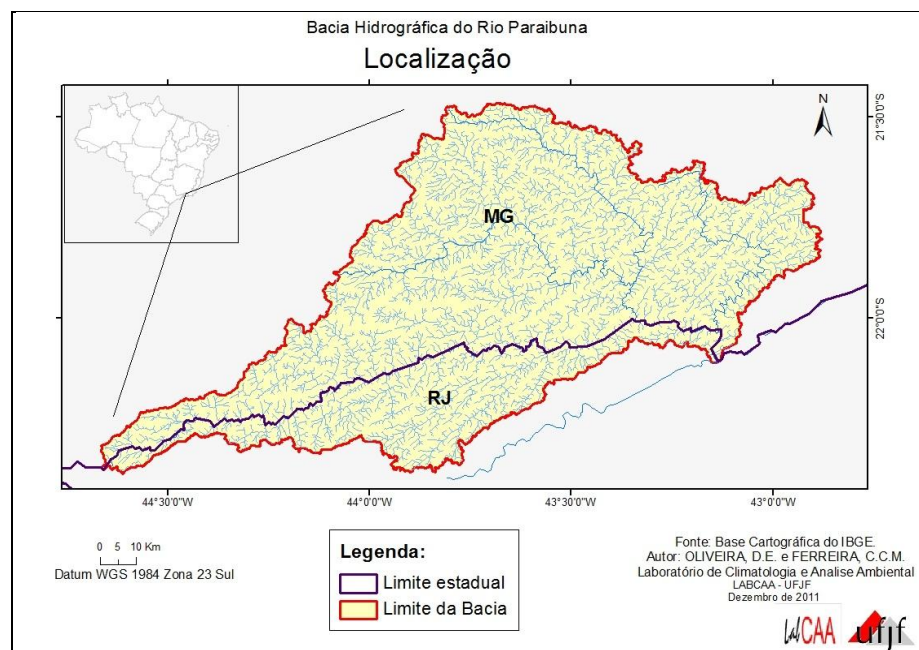 Bacia Hidrográfica do Rio Paraibuna
Localização
N
21°30'0"S
MG
22°0'0"S
RJ
44°30'0"W 44°0'0"W 43°30'0"W 43°0'0"W
0 5 10 Km
Datum WGS 1984 Zona 23 Sul
Legenda:
Limite estadual
Limite da Bacia
Fonte: Base Cartográfica do IBGE.
Autor: OLIVEIRA, D.E. e FERREIRA, C.C.M.
Laboratório de Climatologia e Analise Ambiental
LABCAA - UFJF
Dezembro de 2011
LabCAA ufjf